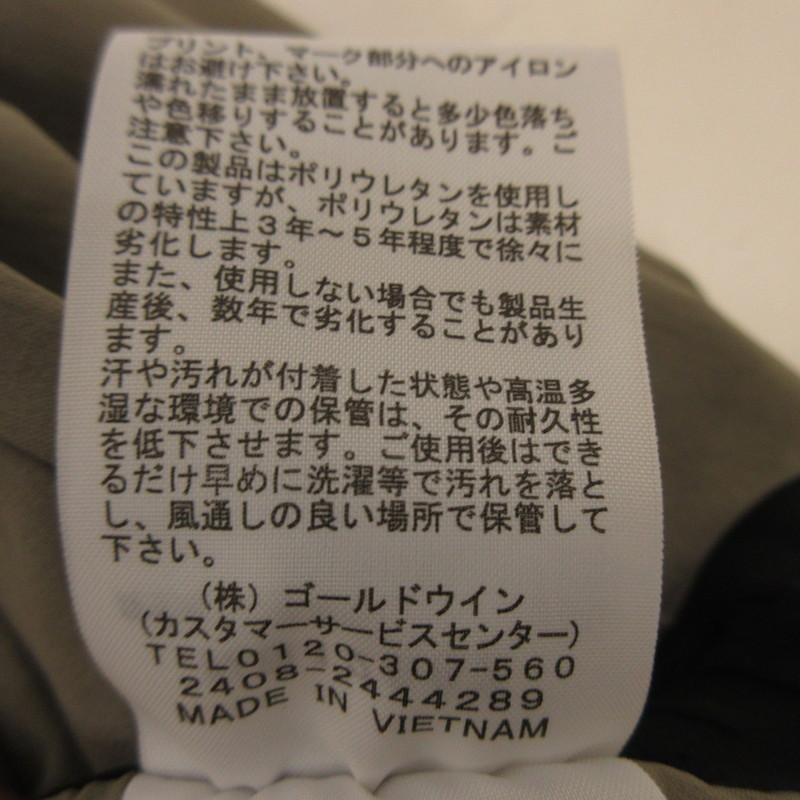 プリント、マーク部分へのアイロン
はお避け下さい。
濡れたまま放置すると多少色落ち
や色移りすることがあります。ご
注意下さい。
この製品はポリウレタンを使用し
ていますが、ポリウレタンは素材
の特性上3年～5年程度で徐々に
劣化します。
また、使用しない場合でも製品生
産後、数年で劣化することがあり
ます。
汗や汚れが付着した状態や高温多
湿な環境での保管は、その耐久性
を低下させます。ご使用後はでき
るだけ早めに洗濯等で汚れを落と
し、風通しの良い場所で保管して
下さい。
(株)ゴールドウイン
(カスタマーサービスセンター)
TEL0120-307-560
2408-2444289
MADE IN VIETNAM